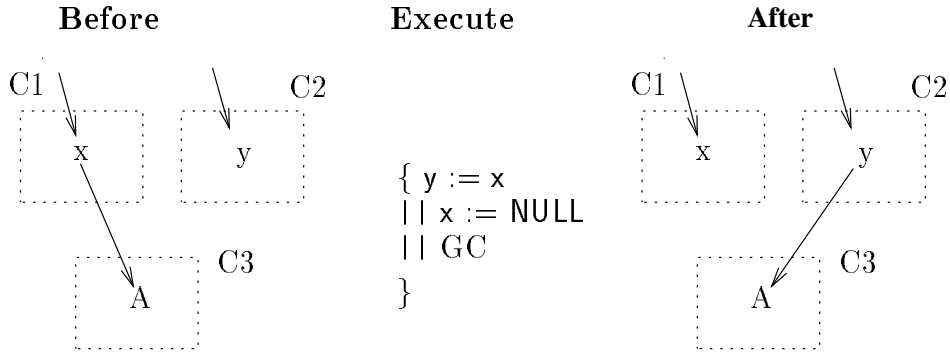 Before Execute After
C1 C2 C1 C2
x y x y
{ y := x
|| x := NULL
|| GC
}
C3 C3
A A